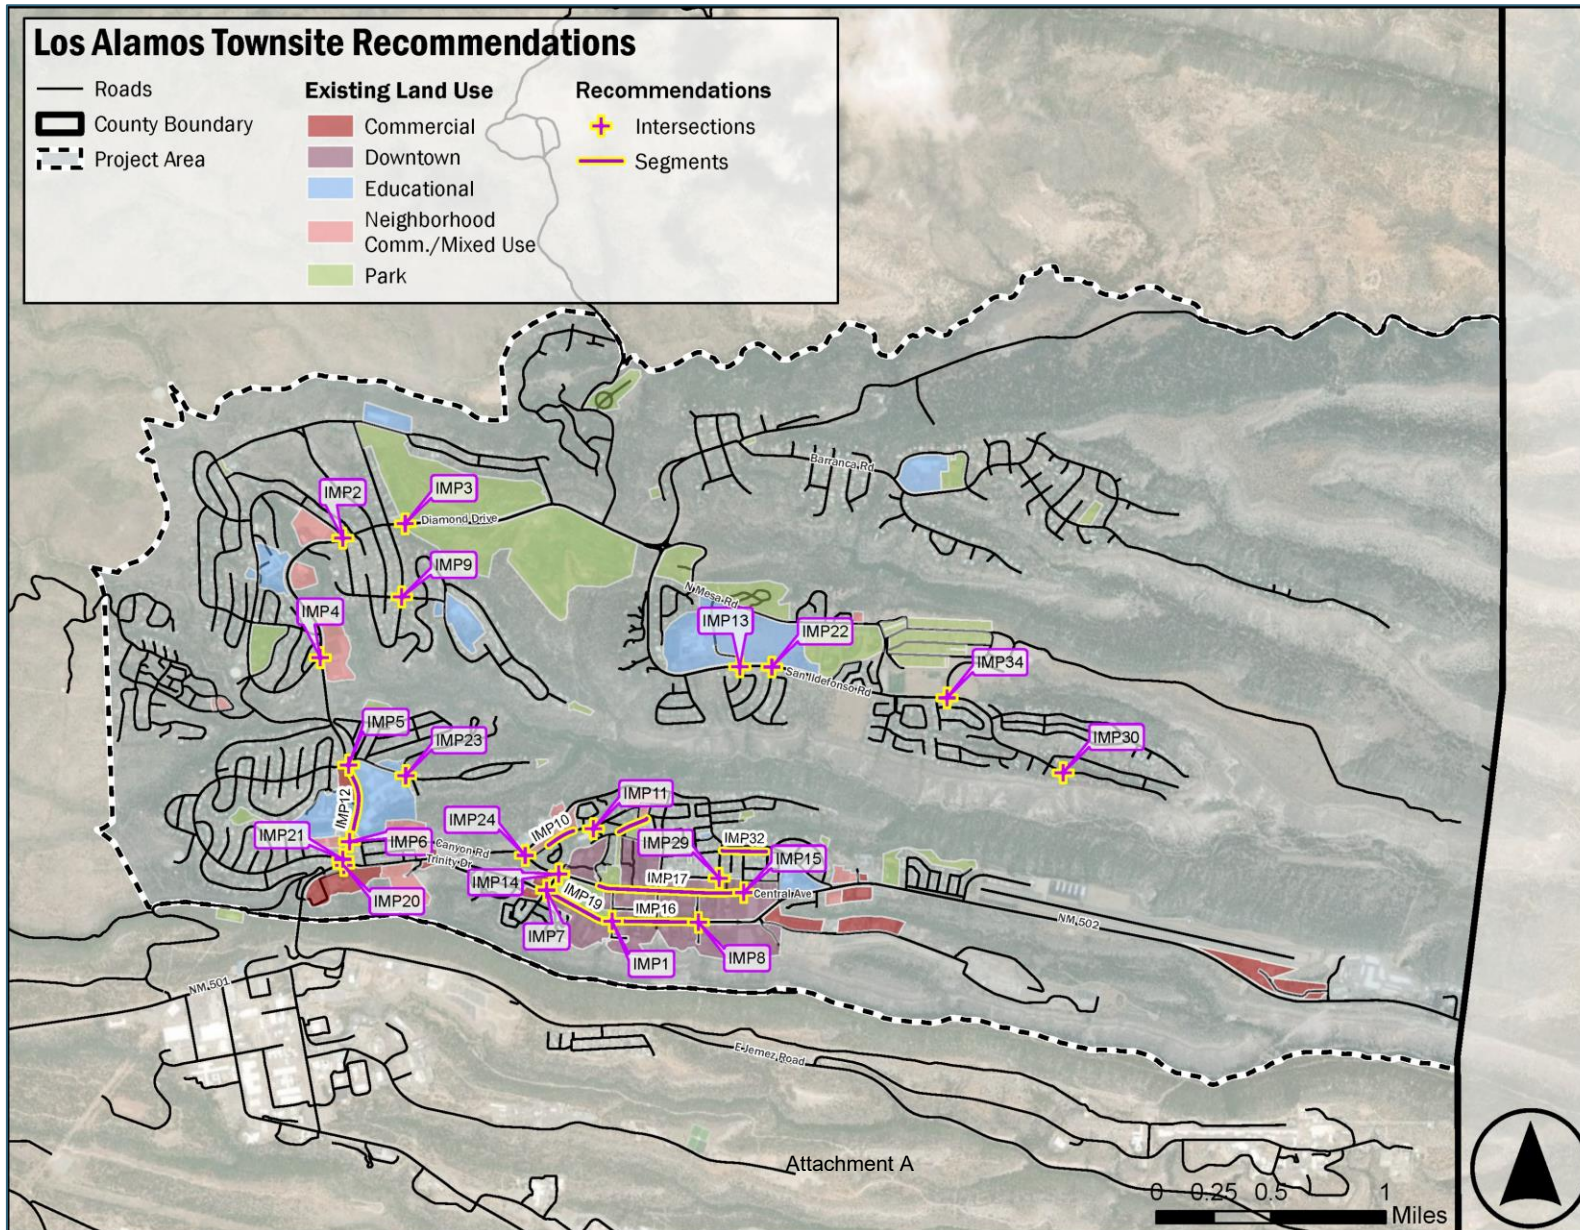 Los Alamos Townsite Recommendations
Roads
County Boundary
Project Area
Existing Land Use
Commercial
Downtown
Educational
Neighborhood
Comm./Mixed Use
Park
Recommendations
Intersections
Segments
Barranca Rd
IMP2
IMP3
Diamond Drive
IMP9
N Mesa Rd
IMP4
IMP13
IMP22
San Ildefonso Rd
IMP34
IMP5
IMP23
IMP30
IMP12
IMP11
IMP24
IMP10
IMP21
IMP6
Canyon Rd
Trinity Dr
IMP29
IMP32
IMP15
IMP14
IMP17
Central Ave
IMP20
IMP19
IMP16
IMP7
IMP1
IMP8
NM 502
NM 501
E Jemez Road
Attachment A
0 0.25 0.5 1
Miles